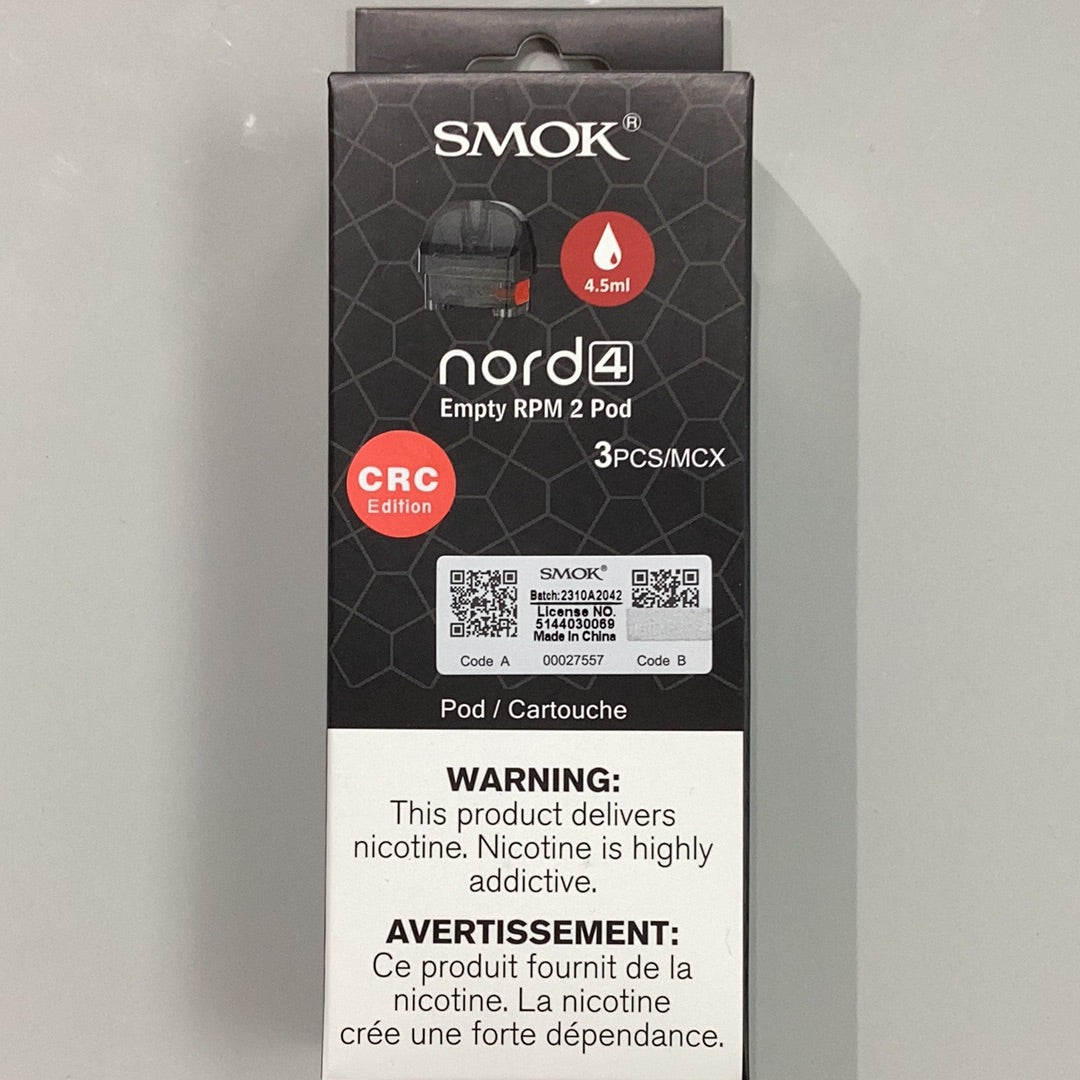 SMOK®
4.5ml
nord4
Empty RPM 2 Pod
3PCS/MCX
CRC
Edition
SMOK®
Batch:2310A2042
License NO.
5144030069
Made In China
Code A 00027557 Code B
Pod / Cartouche
WARNING:
This product delivers
nicotine. Nicotine is highly
addictive.
AVERTISSEMENT:
Ce produit fournit de la
nicotine. La nicotine
crée une forte dépendance.